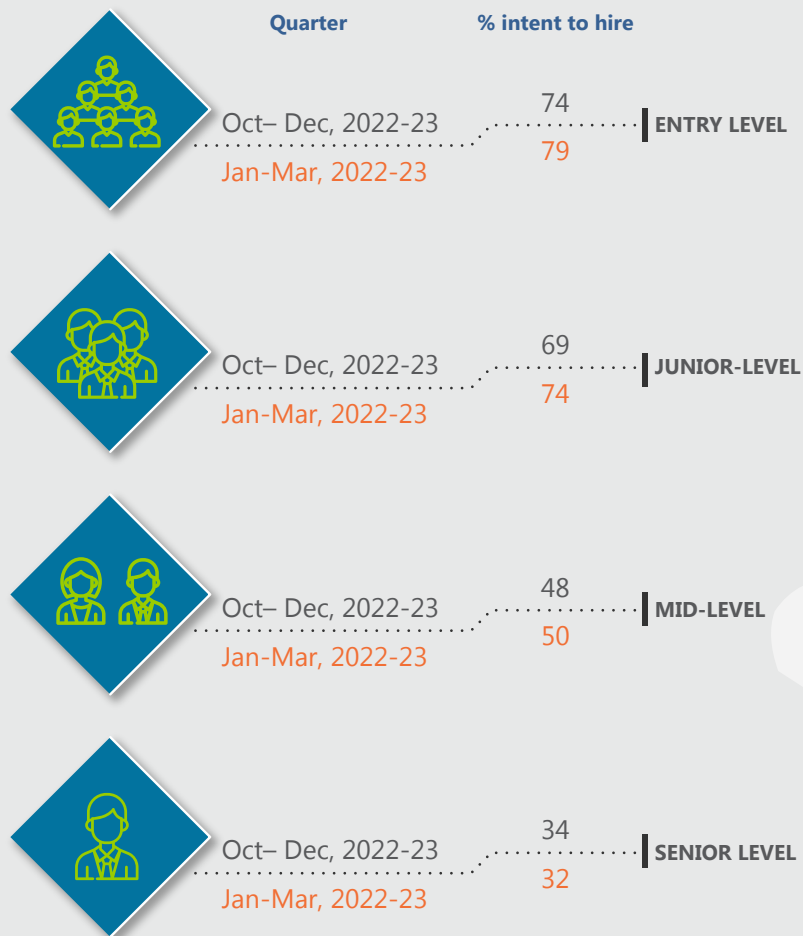 Quarter % intent to hire
Oct– Dec, 2022-23 74
ENTRY LEVEL
Jan-Mar, 2022-23 79
Oct– Dec, 2022-23 69
JUNIOR-LEVEL
Jan-Mar, 2022-23 74
Oct– Dec, 2022-23 48
MID-LEVEL
Jan-Mar, 2022-23 50
Oct– Dec, 2022-23 34
SENIOR LEVEL
Jan-Mar, 2022-23 32